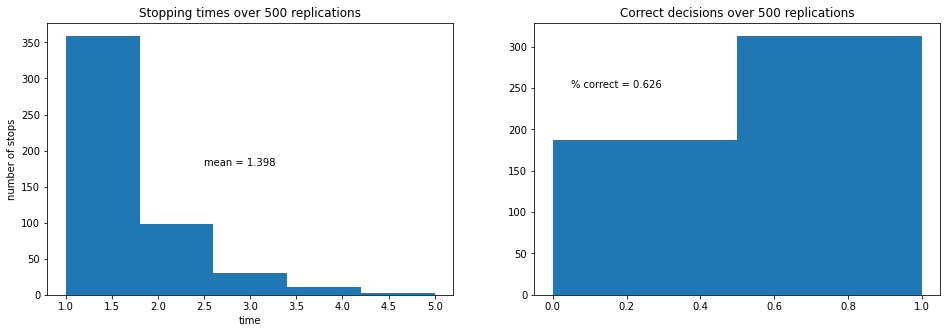 Stopping times over 500 replications
350
300
250
200
150
100
50
0
number of stops
mean = 1.398
1.0 1.5 2.0 2.5 3.0 3.5 4.0 4.5 5.0
time
Correct decisions over 500 replications
300
250
200
150
100
50
0
% correct = 0.626
0.0 0.2 0.4 0.6 0.8 1.0